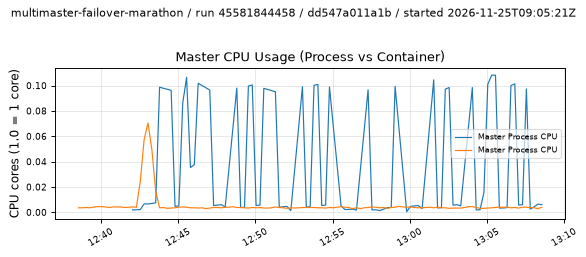 multimaster-failover-marathon / run 45581844458 / dd547a011a1b / started 2026-11-25T09:05:21Z
Master CPU Usage (Process vs Container)
CPU cores (1.0 = 1 core)
0.10
0.08
0.06
0.04
0.02
0.00
Master Process CPU
Master Process CPU
12:40
12:45
12:50
12:55
13:00
13:05
13:10